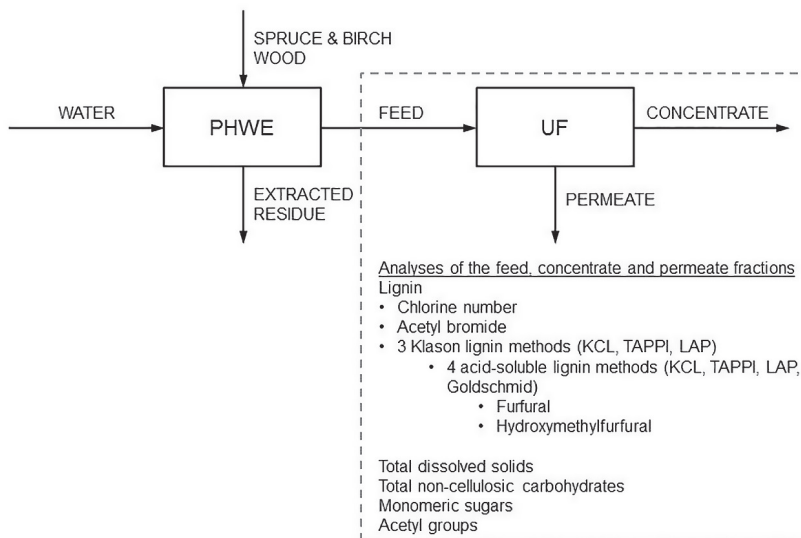 SPRUCE & BIRCH
WOOD
WATER
PHWE
FEED
UF
CONCENTRATE
EXTRACTED
RESIDUE
PERMEATE
Analyses of the feed, concentrate and permeate fractions
Lignin
• Chlorine number
• Acetyl bromide
• 3 Klason lignin methods (KCL, TAPPI, LAP)
• 4 acid-soluble lignin methods (KCL, TAPPI, LAP,
Goldschmid)
• Furfural
• Hydroxymethylfurfural
Total dissolved solids
Total non-cellulosic carbohydrates
Monomeric sugars
Acetyl groups